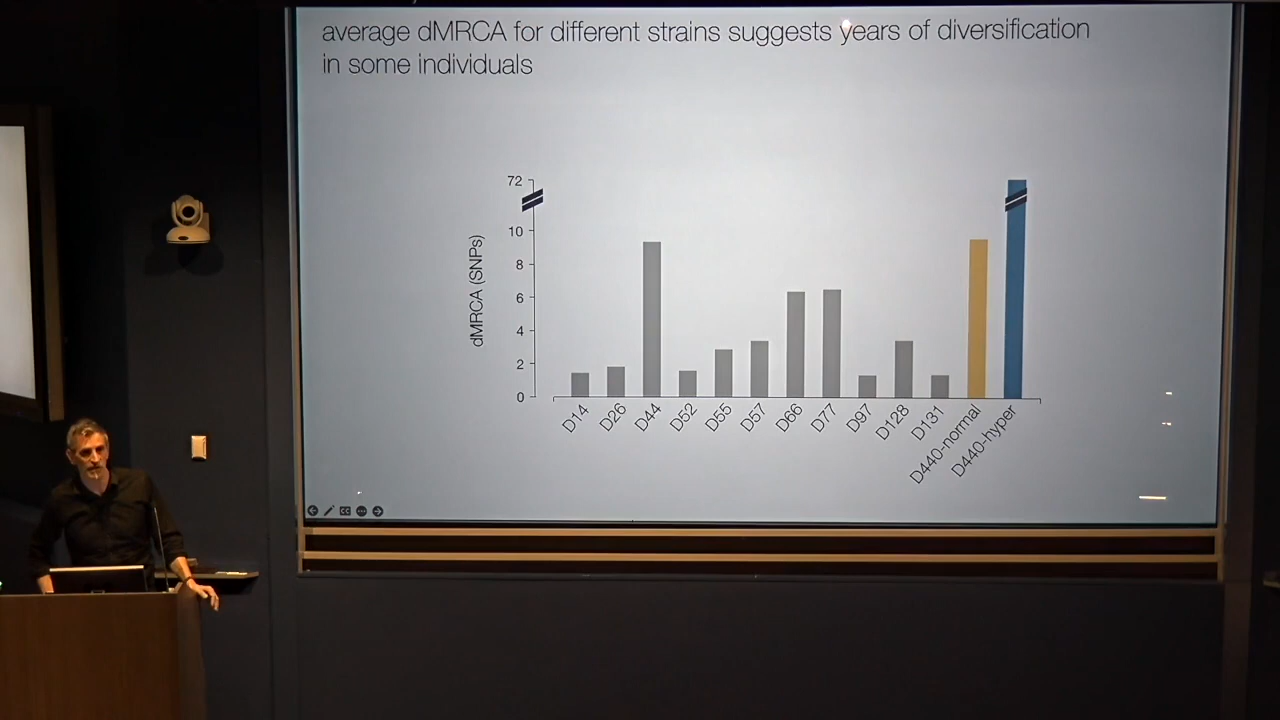 average dMRCA for different strains suggests years of diversification
in some individuals
72
10
8
6
4
2
0
dMRCA (SNPs)
D14
D26
D44
D52
D55
D57
D66
D77
D97
D128
D131
D440-normal
D440-hyper